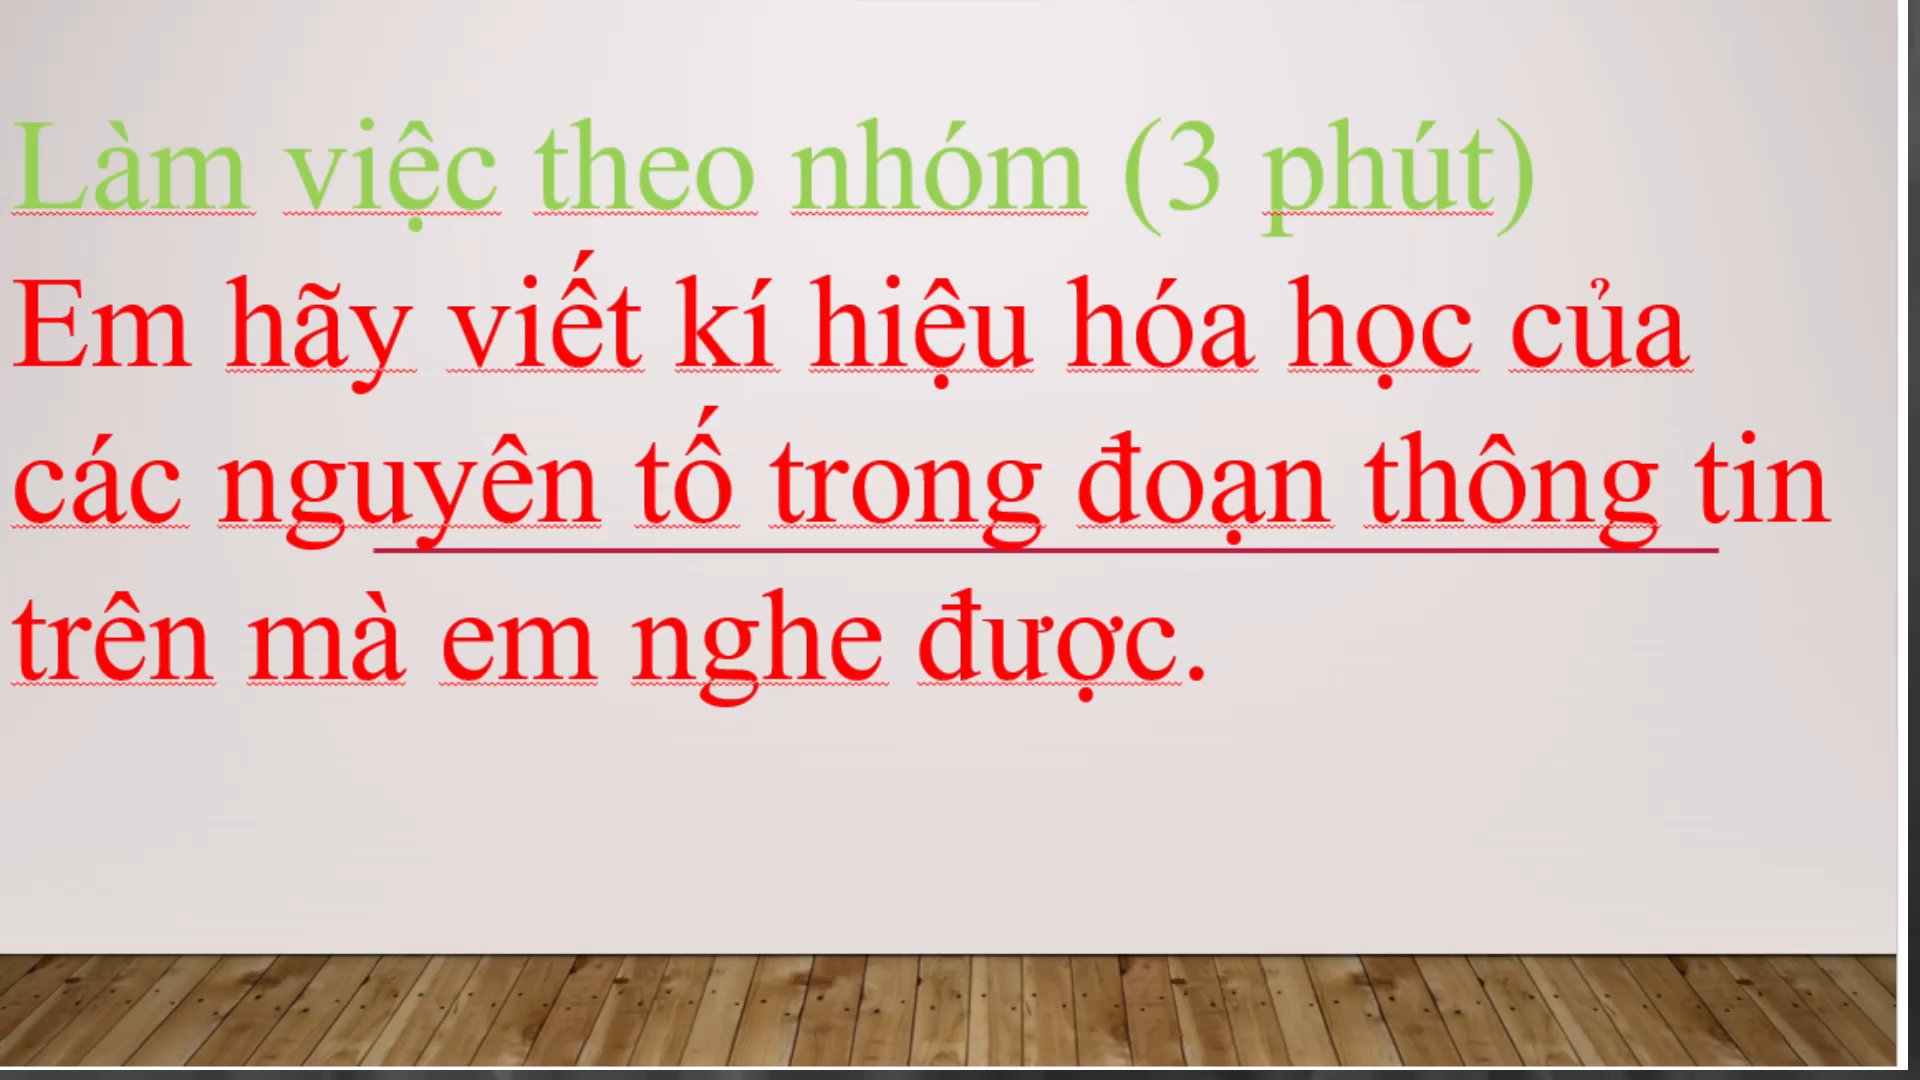 Làm việc theo nhóm (3 phút)
Em hãy viết kí hiệu hóa học của
các nguyên tố trong đoạn thông tin
trên mà em nghe được.